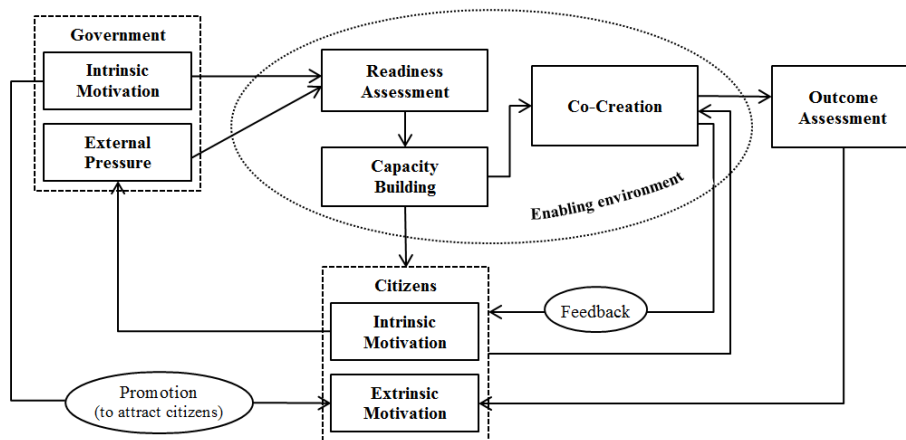 Government
Intrinsic
Motivation
External
Pressure
Readiness
Assessment
Capacity
Building
Co-Creation
Outcome
Assessment
Enabling environment
Citizens
Intrinsic
Motivation
Feedback
Extrinsic
Motivation
Promotion
(to attract citizens)